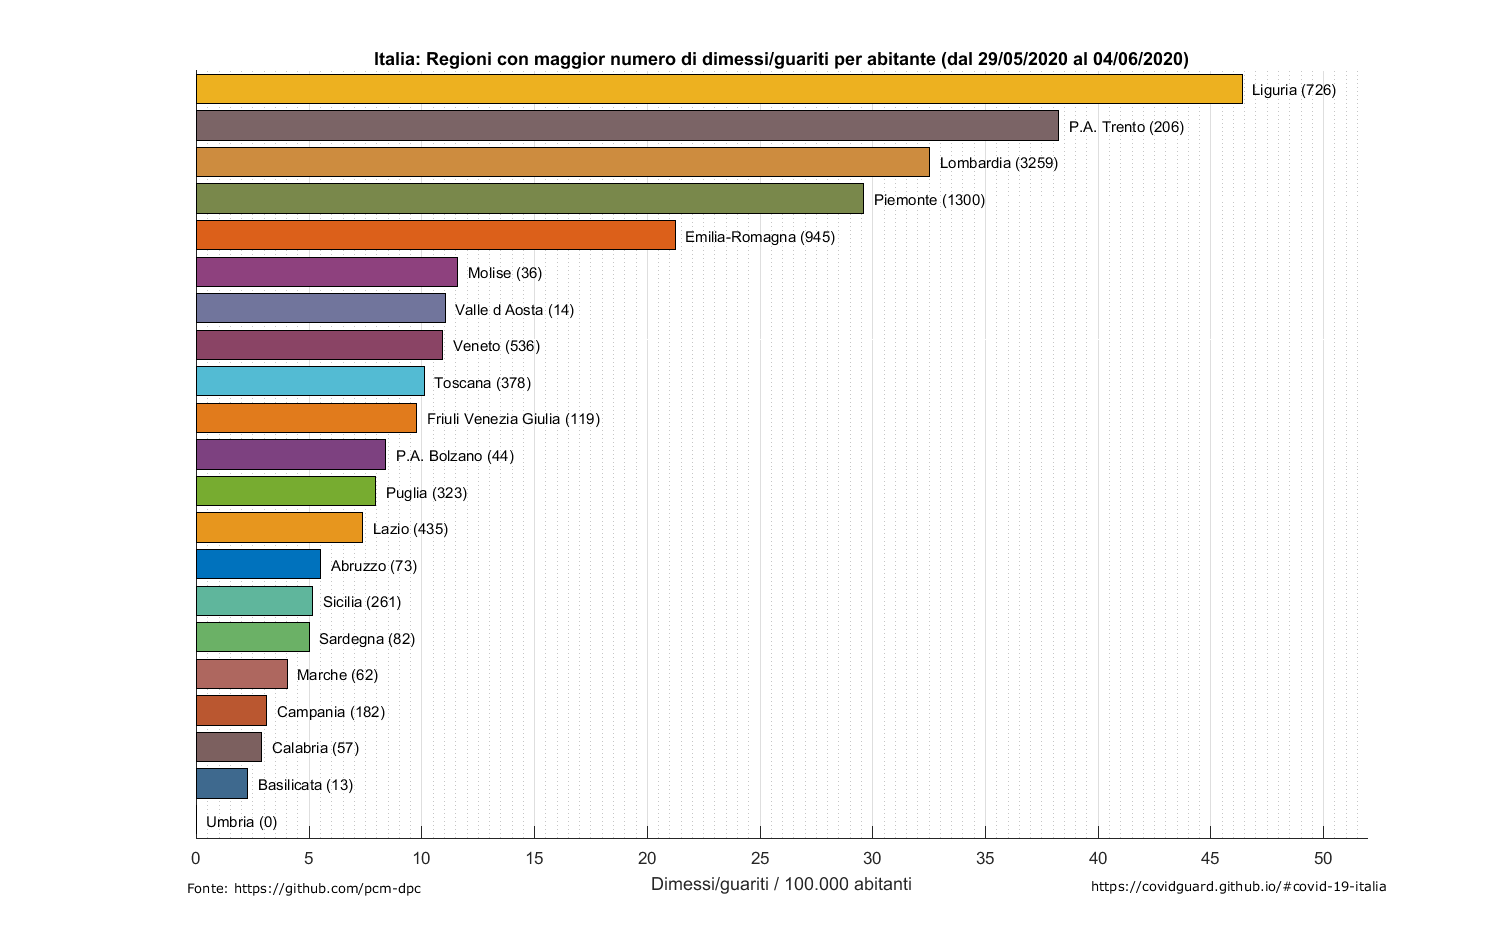 Italia: Regioni con maggior numero di dimessi/guariti per abitante (dal 29/05/2020 al 04/06/2020)
Liguria (726)
P.A. Trento (206)
Lombardia (3259)
Piemonte (1300)
Emilia-Romagna (945)
Molise (36)
Valle d Aosta (14)
Veneto (536)
Toscana (378)
Friuli Venezia Giulia (119)
P.A. Bolzano (44)
Puglia (323)
Lazio (435)
Abruzzo (73)
Sicilia (261)
Sardegna (82)
Marche (62)
Campania (182)
Calabria (57)
Basilicata (13)
Umbria (0)
0 5 10 15 20 25 30 35 40 45 50
Dimessi/guariti / 100.000 abitanti
Fonte: https://github.com/pcm-dpc
https://covidguard.github.io/#covid-19-italia